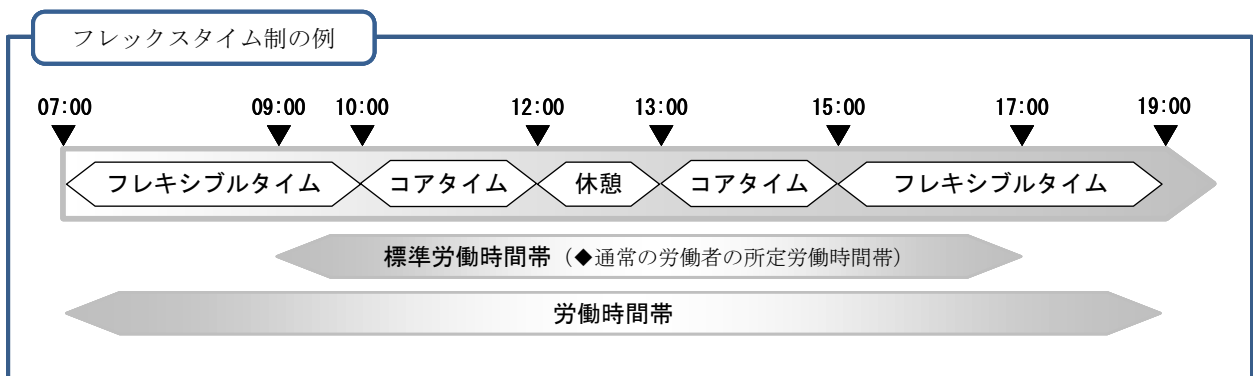 フレックスタイム制の例
07:00 09:00 10:00 12:00 13:00 15:00 17:00 19:00
フレキシブルタイム コアタイム 休憩 コアタイム フレキシブルタイム
標準労働時間帯（◆通常の労働者の所定労働時間帯）
労働時間帯